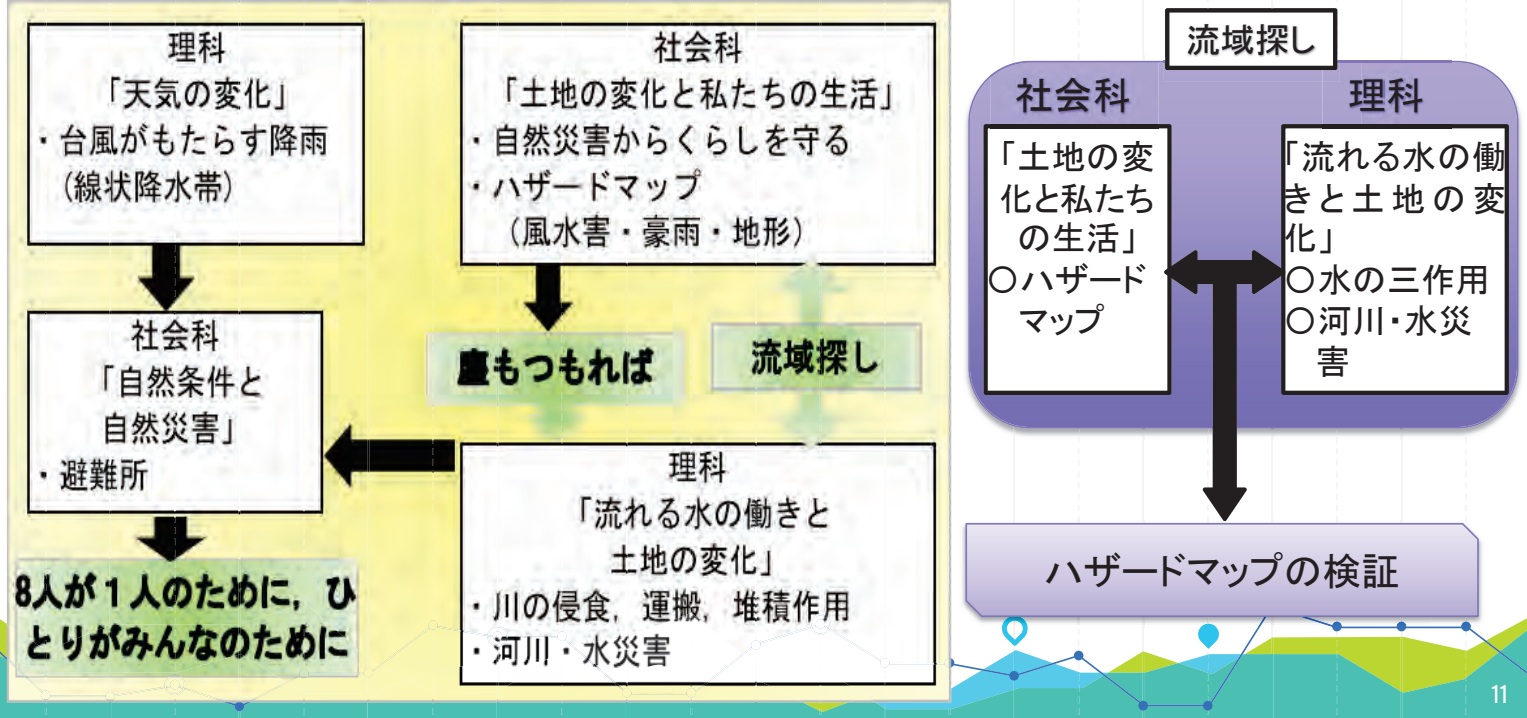 理科
「天気の変化」
・台風がもたらす降雨
(線状降水帯)
社会科
「土地の変化と私たちの生活」
・自然災害からくらしを守る
・ハザードマップ
(風水害・豪雨・地形)
社会科
「自然条件と
自然災害」
・避難所
塵もつもれば
流域探し
理科
「流れる水の働きと
土地の変化」
・川の侵食，運搬，堆積作用
・河川・水災害
8人が１人のために，ひ
とりがみんなのために
流域探し
社会科
「土地の変
化と私たち
の生活」
〇ハザード
マップ
理科
「流れる水の働
きと土地の変
化」
〇水の三作用
〇河川・水災
害
ハザードマップの検証
11